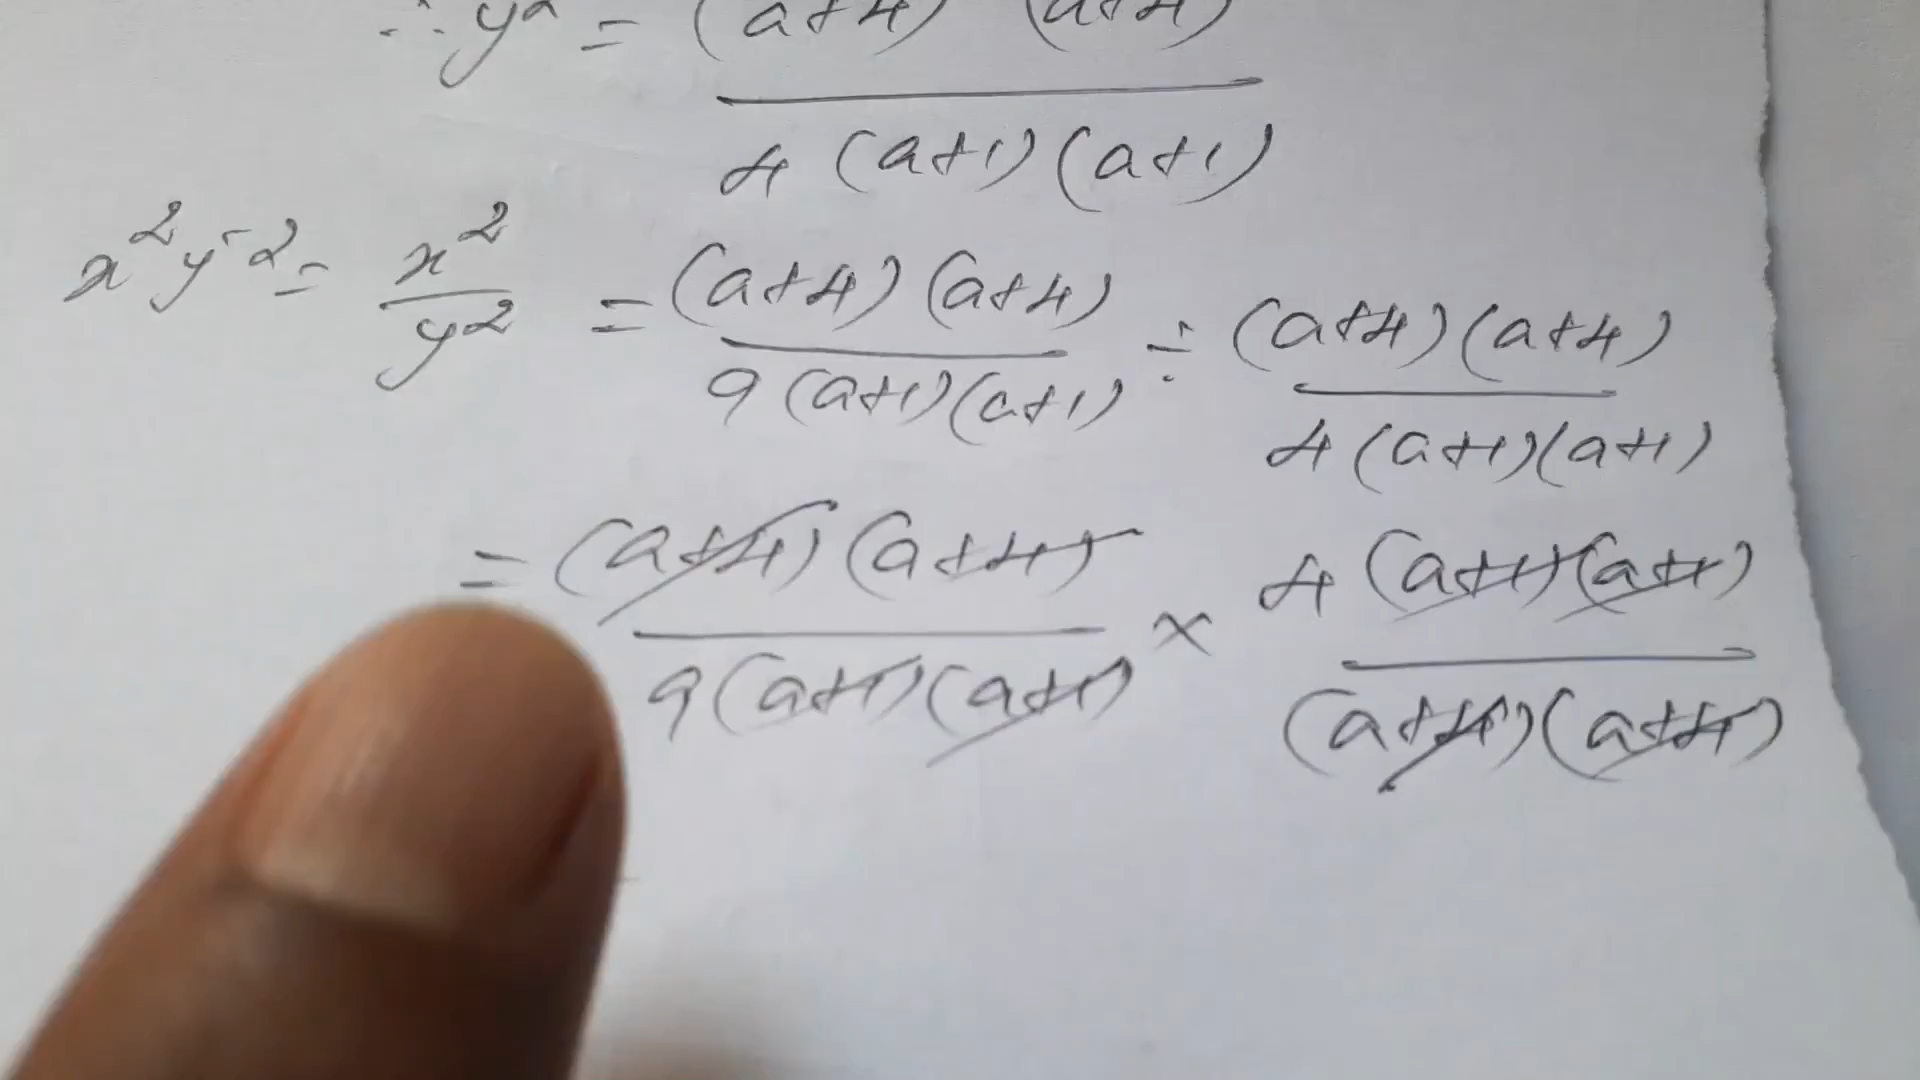 ∴ y² = (a+4) (a+4)
4 (a+1) (a+1)
x²y⁻² = x²/y² = (a+4)(a+4)/9(a+1)(a+1) ÷ (a+4)(a+4)/4(a+1)(a+1)
= (a+4)(a+4)/9(a+1)(a+1) × 4(a+1)(a+1)/(a+4)(a+4)